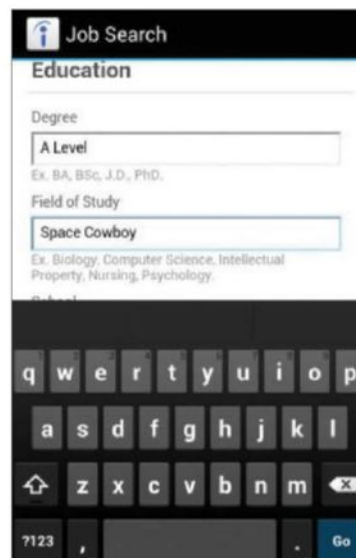 Job Search
Education
Degree
A Level
Ex. BA, BSc, J.D., PhD.
Field of Study
Space Cowboy
Ex. Biology, Computer Science, Intellectual
Property, Nursing, Psychology.
School
q w e r t y u i o p
a s d f g h j k l
z x c v b n m
?123 , . Go